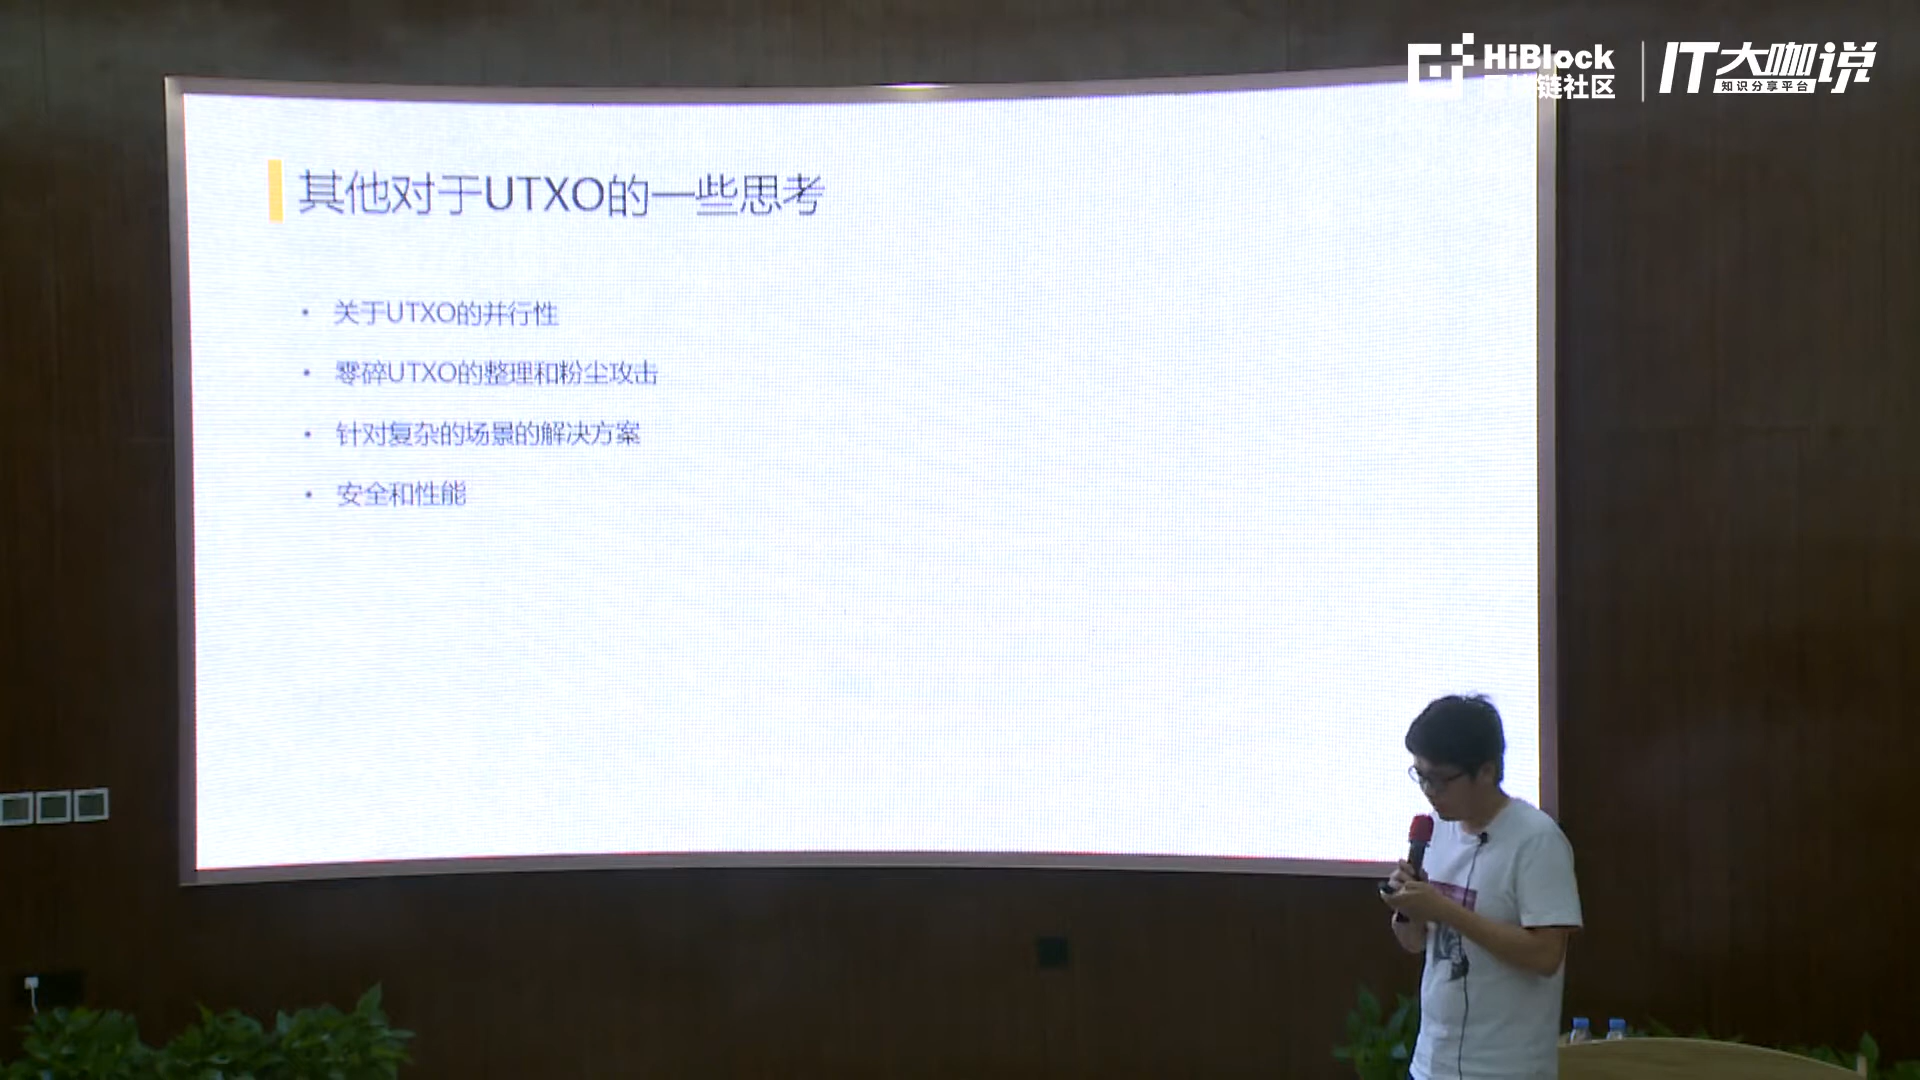 HiBlock
区块链社区
IT大咖说
知识分享平台
其他对于UTXO的一些思考
• 关于UTXO的并行性
• 零碎UTXO的整理和粉尘攻击
• 针对复杂的场景的解决方案
• 安全和性能